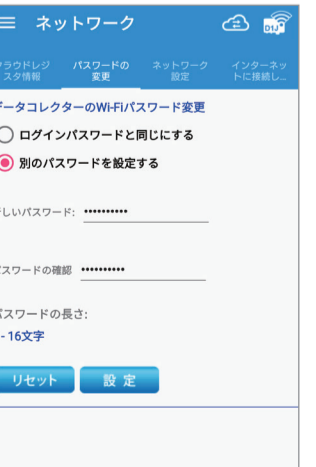 ネットワーク
D1J
ラウドレジ
スタ情報
パスワードの
変更
ネットワーク
設定
インターネッ
トに接続し...
データコレクターのWi-Fiパスワード変更
ログインパスワードと同じにする
別のパスワードを設定する
しいパスワード: ••••••••••
パスワードの確認 ••••••••••
パスワードの長さ:
- 16文字
リセット
設 定